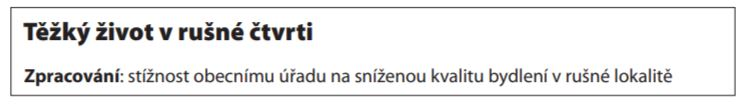 Těžký život v rušné čtvrti
Zpracování: stížnost obecnímu úřadu na sníženou kvalitu bydlení v rušné lokalitě